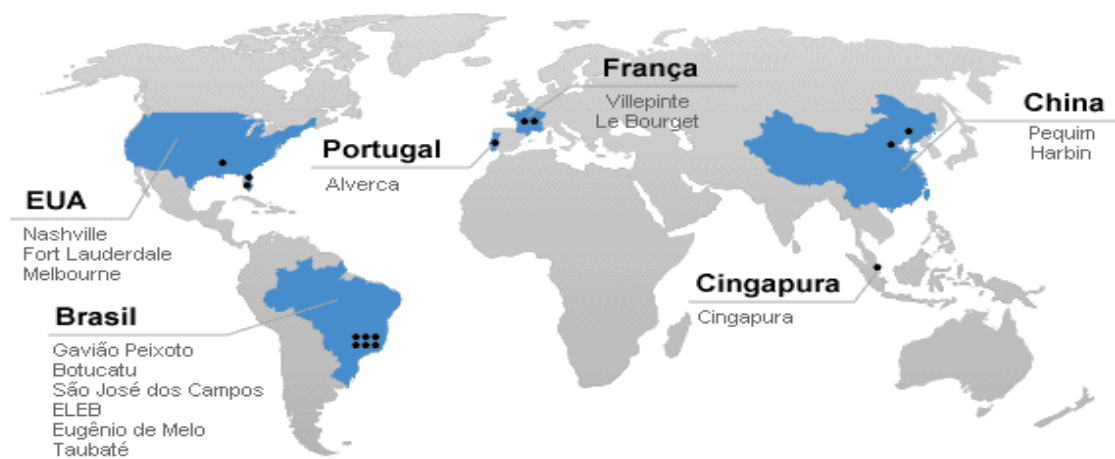 França
Villepinte
Le Bourget
China
Pequim
Harbin
Portugal
Alverca
EUA
Nashville
Fort Lauderdale
Melbourne
Cingapura
Cingapura
Brasil
Gavião Peixoto
Botucatu
São José dos Campos
ELEB
Eugênio de Melo
Taubaté